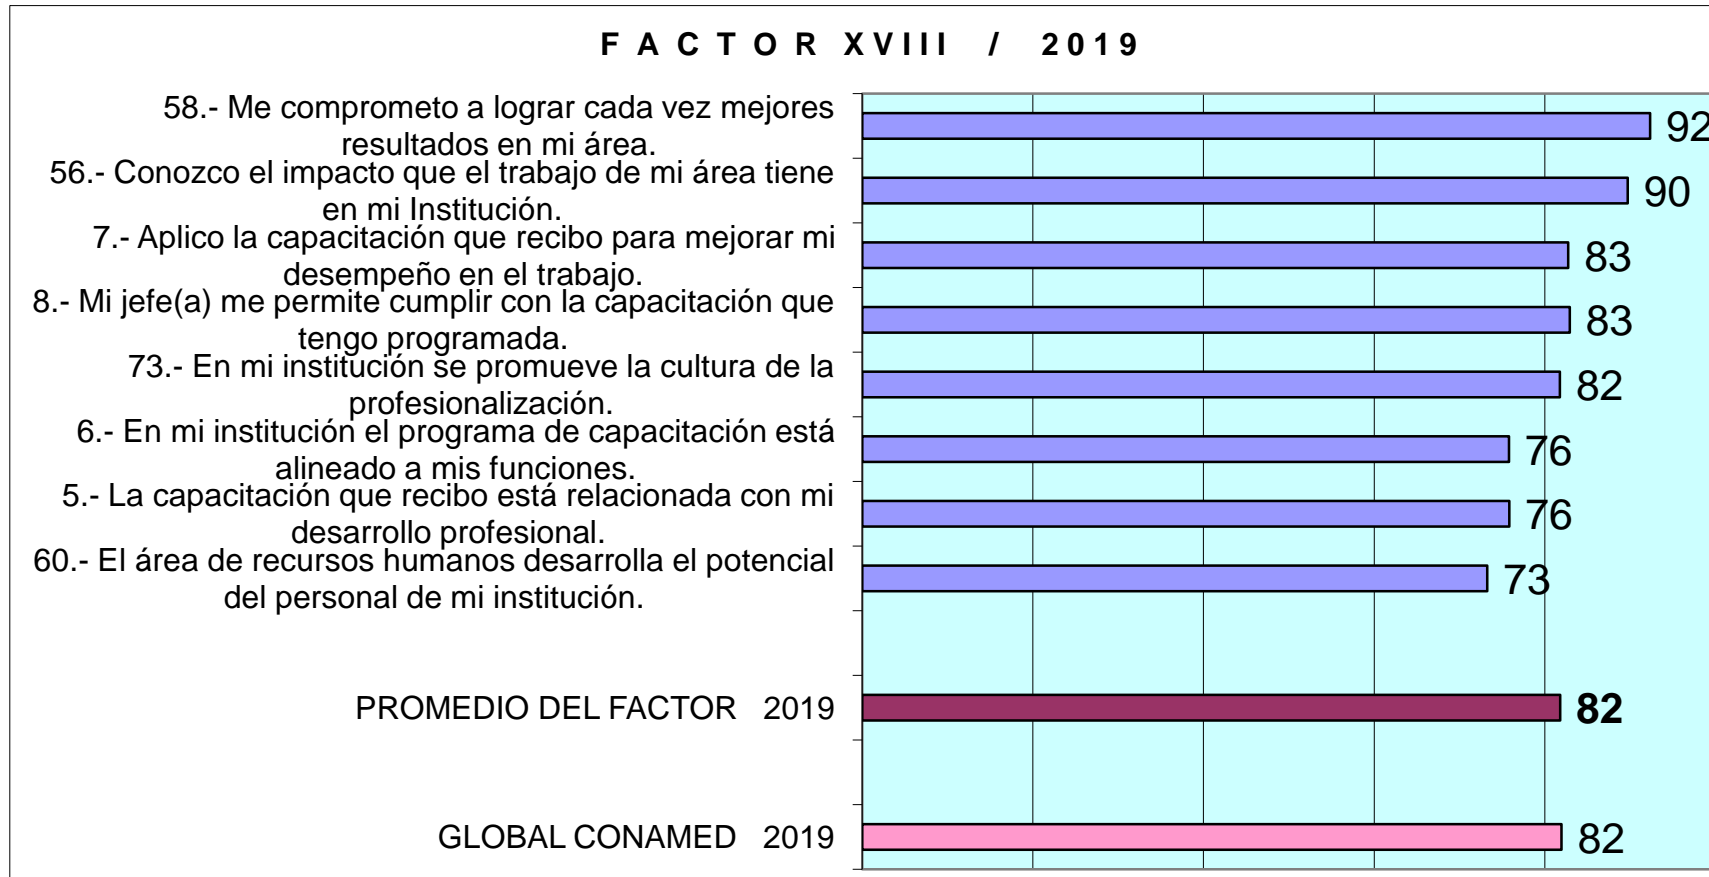 F A C T O R XVIII / 2019
58.- Me comprometo a lograr cada vez mejores
resultados en mi área.
92
56.- Conozco el impacto que el trabajo de mi área tiene
en mi Institución.
90
7.- Aplico la capacitación que recibo para mejorar mi
desempeño en el trabajo.
83
8.- Mi jefe(a) me permite cumplir con la capacitación que
tengo programada.
83
73.- En mi institución se promueve la cultura de la
profesionalización.
82
6.- En mi institución el programa de capacitación está
alineado a mis funciones.
76
5.- La capacitación que recibo está relacionada con mi
desarrollo profesional.
76
60.- El área de recursos humanos desarrolla el potencial
del personal de mi institución.
73
PROMEDIO DEL FACTOR 2019
82
GLOBAL CONAMED 2019
82